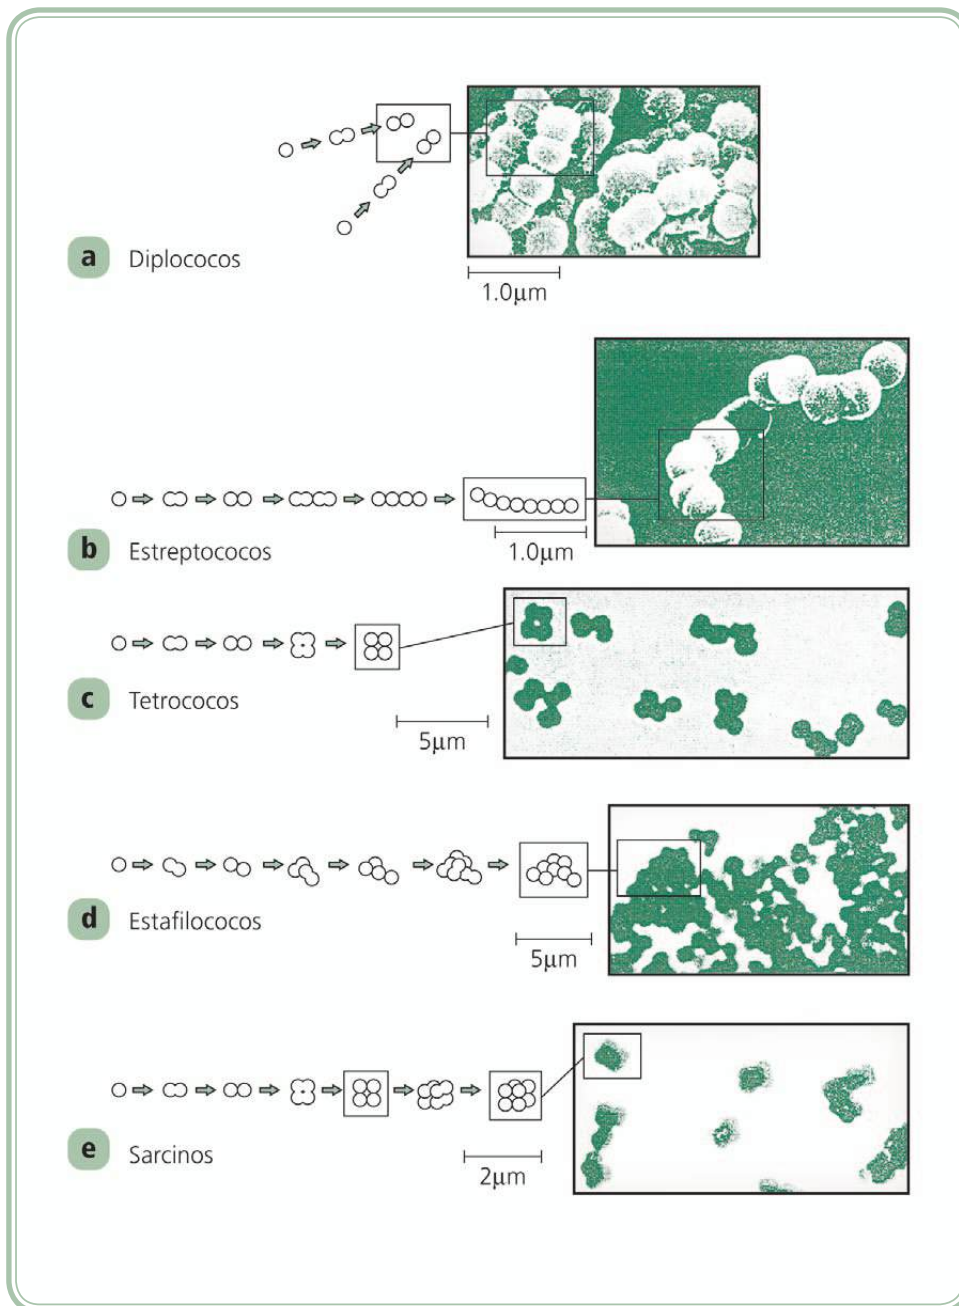 a Diplococos
1.0μm
b Estreptococos
1.0μm
c Tetrococos
5μm
d Estafilococos
5μm
e Sarcinos
2μm